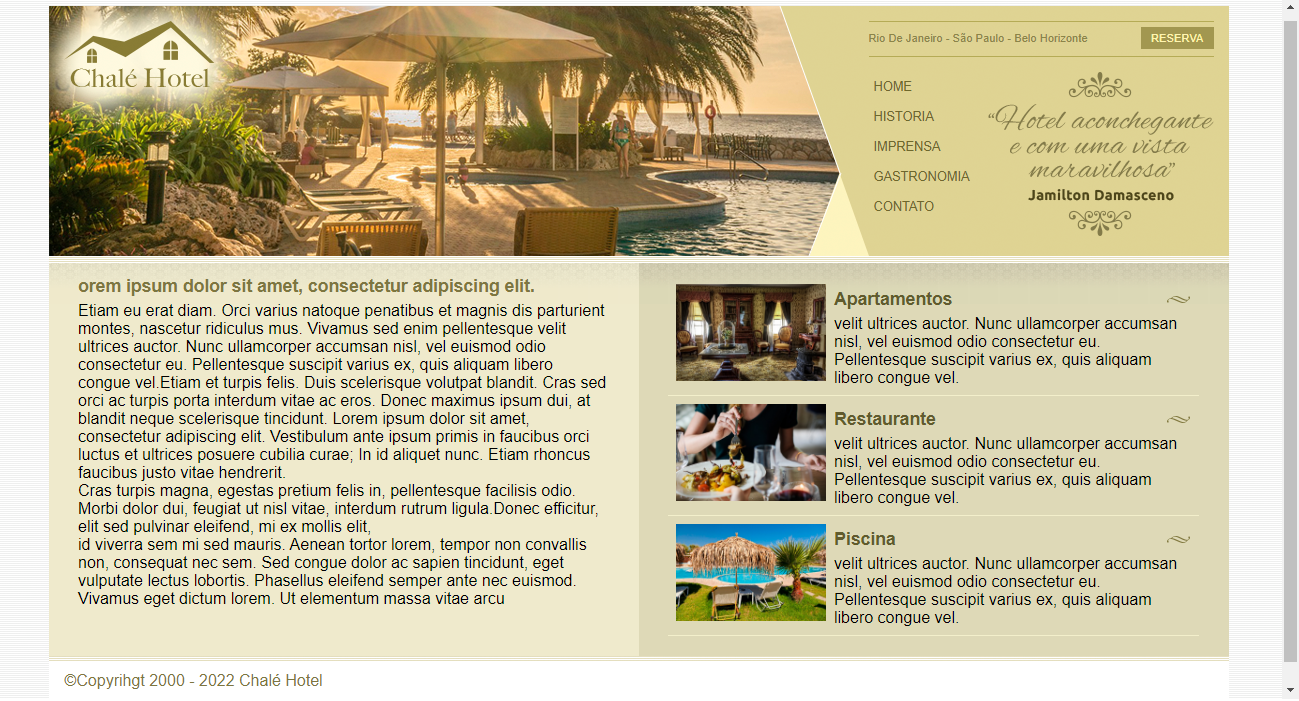 Chalé Hotel
Rio De Janeiro - São Paulo - Belo Horizonte
RESERVA
HOME
HISTORIA
IMPRENSA
GASTRONOMIA
CONTATO
“Hotel aconchegante
e com uma vista
maravilhosa”
Jamilton Damasceno
orem ipsum dolor sit amet, consectetur adipiscing elit.
Etiam eu erat diam. Orci varius natoque penatibus et magnis dis parturient
montes, nascetur ridiculus mus. Vivamus sed enim pellentesque velit
ultrices auctor. Nunc ullamcorper accumsan nisl, vel euismod odio
consectetur eu. Pellentesque suscipit varius ex, quis aliquam libero
congue vel.Etiam et turpis felis. Duis scelerisque volutpat blandit. Cras sed
orci ac turpis porta interdum vitae ac eros. Donec maximus ipsum dui, at
blandit neque scelerisque tincidunt. Lorem ipsum dolor sit amet,
consectetur adipiscing elit. Vestibulum ante ipsum primis in faucibus orci
luctus et ultrices posuere cubilia curae; In id aliquet nunc. Etiam rhoncus
faucibus justo vitae hendrerit.
Cras turpis magna, egestas pretium felis in, pellentesque facilisis odio.
Morbi dolor dui, feugiat ut nisl vitae, interdum rutrum ligula.Donec efficitur,
elit sed pulvinar eleifend, mi ex mollis elit,
id viverra sem mi sed mauris. Aenean tortor lorem, tempor non convallis
non, consequat nec sem. Sed congue dolor ac sapien tincidunt, eget
vulputate lectus lobortis. Phasellus eleifend semper ante nec euismod.
Vivamus eget dictum lorem. Ut elementum massa vitae arcu
Apartamentos
velit ultrices auctor. Nunc ullamcorper accumsan
nisl, vel euismod odio consectetur eu.
Pellentesque suscipit varius ex, quis aliquam
libero congue vel.
Restaurante
velit ultrices auctor. Nunc ullamcorper accumsan
nisl, vel euismod odio consectetur eu.
Pellentesque suscipit varius ex, quis aliquam
libero congue vel.
Piscina
velit ultrices auctor. Nunc ullamcorper accumsan
nisl, vel euismod odio consectetur eu.
Pellentesque suscipit varius ex, quis aliquam
libero congue vel.
©Copyrihgt 2000 - 2022 Chalé Hotel